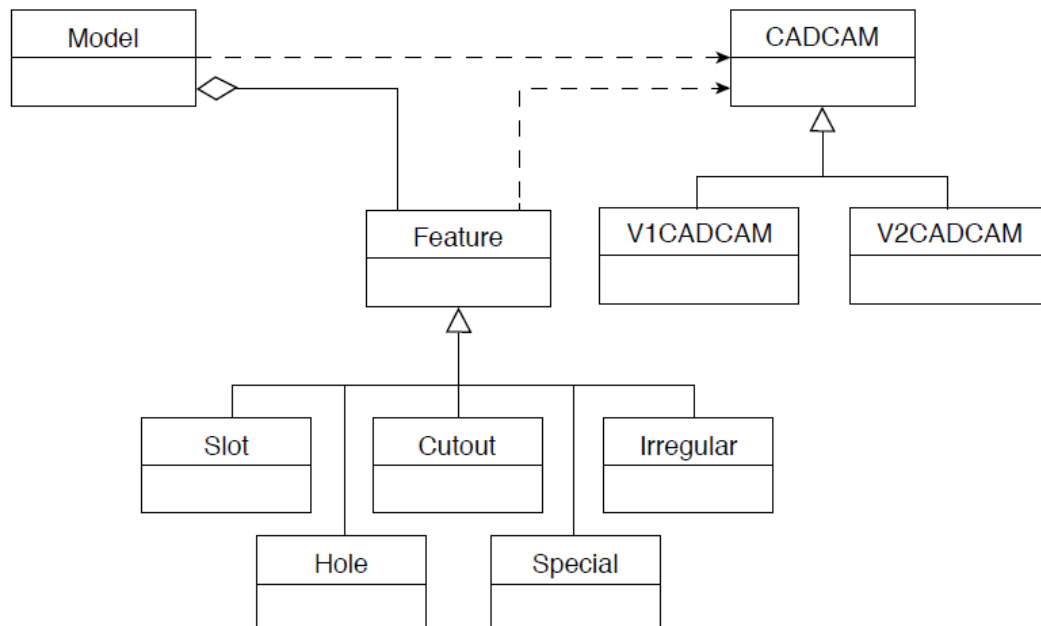 Model
CADCAM
Feature
V1CADCAM
V2CADCAM
Slot
Cutout
Irregular
Hole
Special